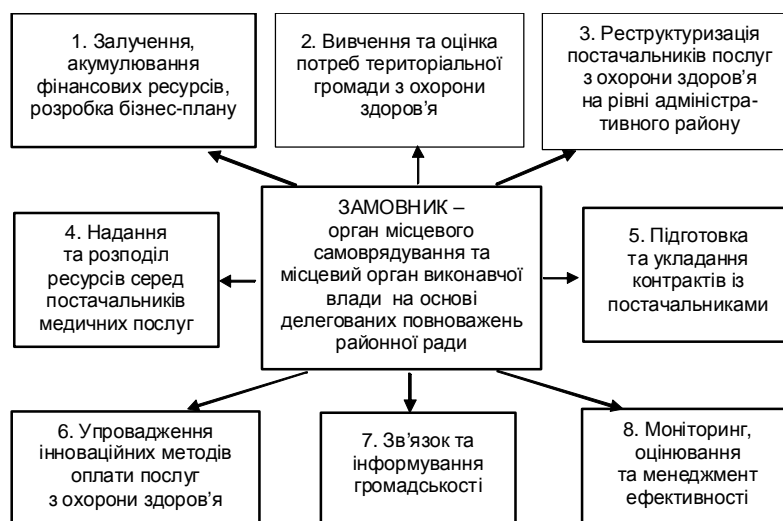 1. Залучення,
акумулювання
фінансових ресурсів,
розробка бізнес-плану
2. Вивчення та оцінка
потреб територіальної
громади з охорони
здоров’я
3. Реструктуризація
постачальників послуг
з охорони здоров’я
на рівні адміністра-
тивного району
4. Надання
та розподіл
ресурсів серед
постачальників
медичних послуг
ЗАМОВНИК –
орган місцевого
самоврядування та
місцевий орган виконавчої
влади на основі
делегованих повноважень
районної ради
5. Підготовка
та укладання
контрактів із
постачальниками
6. Упровадження
інноваційних методів
оплати послуг
з охорони здоров’я
7. Зв’язок та
інформування
громадськості
8. Моніторинг,
оцінювання
та менеджмент
ефективності